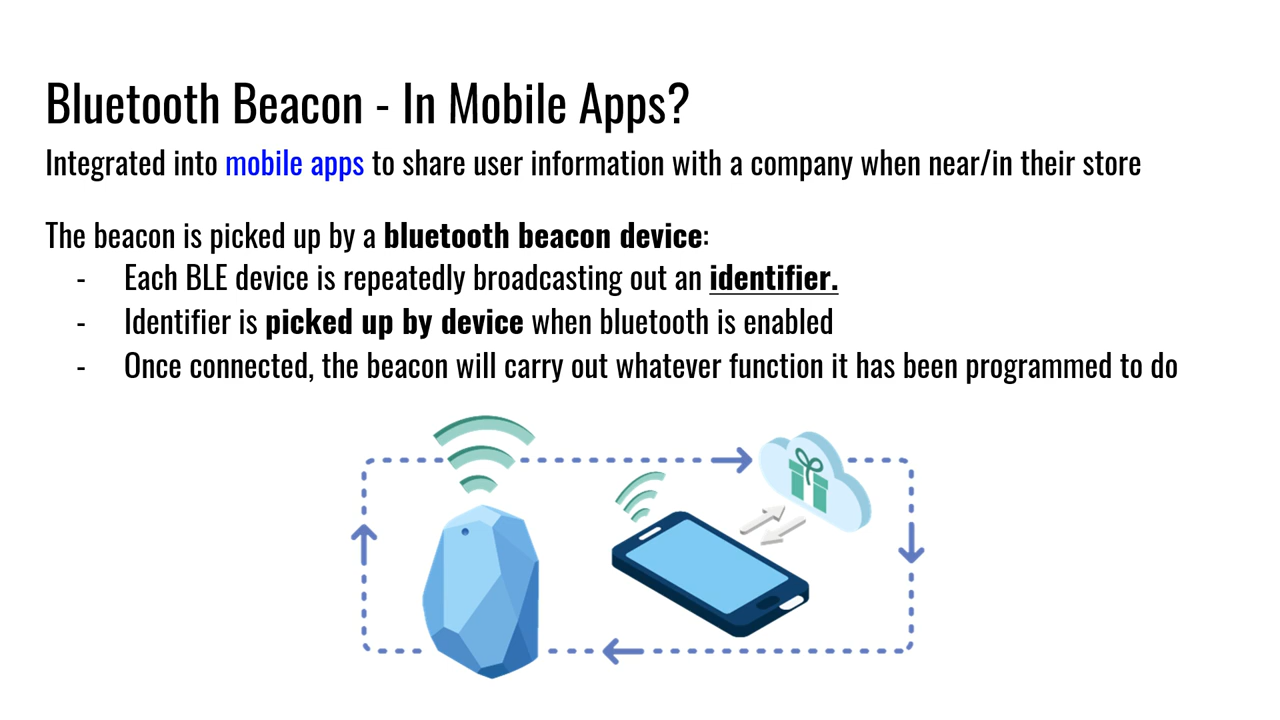 Bluetooth Beacon - In Mobile Apps?
Integrated into mobile apps to share user information with a company when near/in their store
The beacon is picked up by a bluetooth beacon device:
- Each BLE device is repeatedly broadcasting out an identifier.
- Identifier is picked up by device when bluetooth is enabled
- Once connected, the beacon will carry out whatever function it has been programmed to do